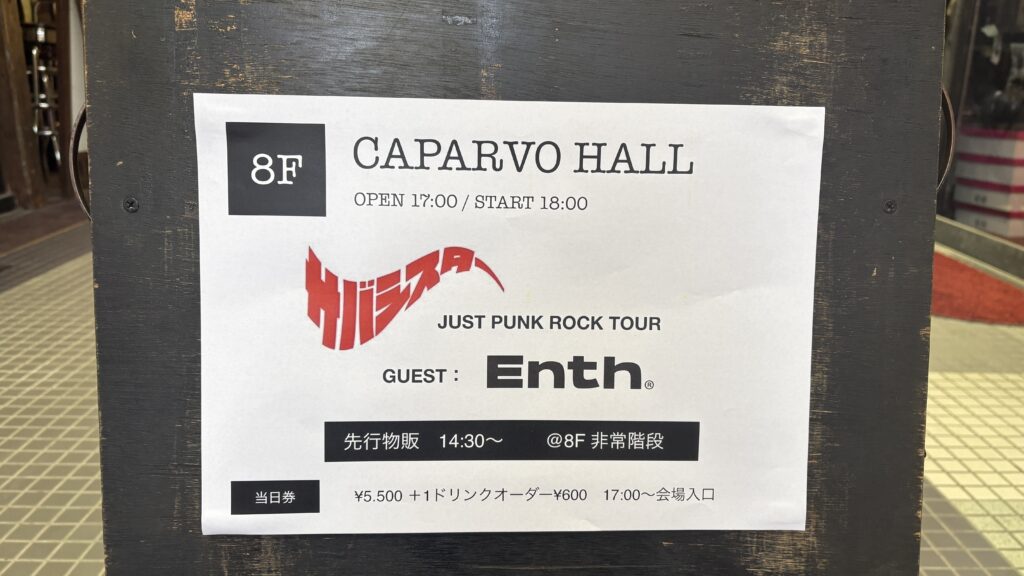 8F
CAPARVO HALL
OPEN 17:00 / START 18:00
サバシスター
JUST PUNK ROCK TOUR
GUEST : Enth®
先行物販 14:30〜 @8F 非常階段
当日券 ¥5.500 +1ドリンクオーダー¥600 17:00〜会場入口